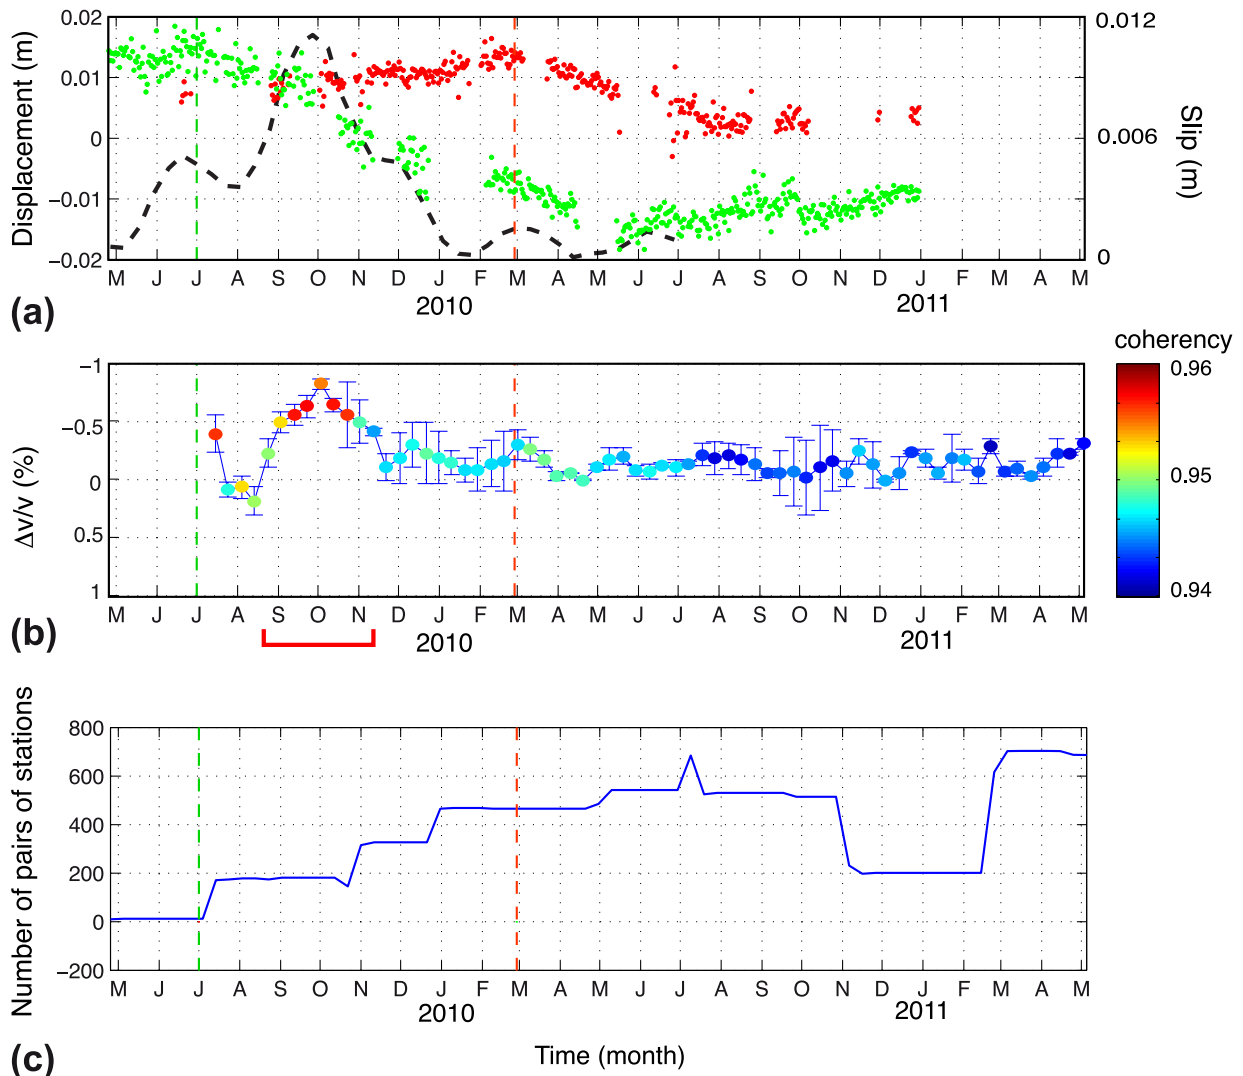 0.02
0.01
0
−0.01
−0.02
Displacement (m)
0.012
0.006
0
Slip (m)
M J J A S O N D J F M A M J J A S O N D J F M A M
2010 2011
(a)
−1
−0.5
0
0.5
1
Δv/v (%)
coherency
0.96
0.95
0.94
M J J A S O N D J F M A M J J A S O N D J F M A M
2010 2011
(b)
800
600
400
200
0
−200
Number of pairs of stations
M J J A S O N D J F M A M J J A S O N D J F M A M
2010 2011
Time (month)
(c)